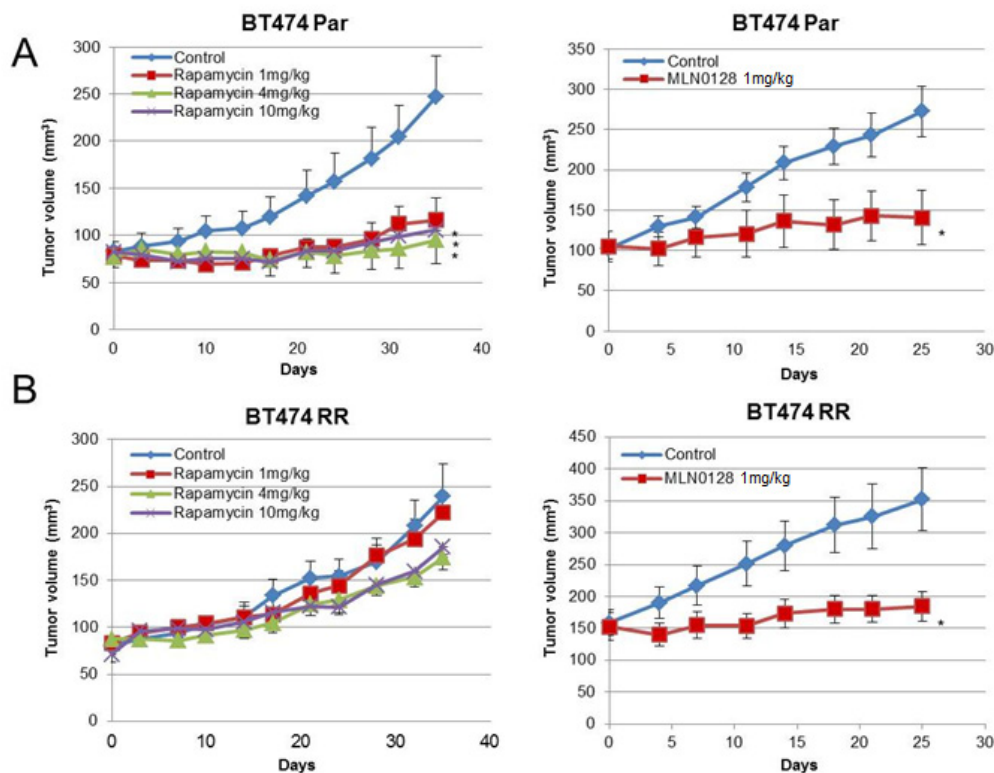 A
BT474 Par
Control
Rapamycin 1mg/kg
Rapamycin 4mg/kg
Rapamycin 10mg/kg
Tumor volume (mm³)
300
250
200
150
100
50
0
*
*
*
0 10 20 30 40
Days
BT474 Par
Control
MLN0128 1mg/kg
Tumor volume (mm³)
350
300
250
200
150
100
50
0
*
0 5 10 15 20 25 30
Days
B
BT474 RR
Control
Rapamycin 1mg/kg
Rapamycin 4mg/kg
Rapamycin 10mg/kg
Tumor volume (mm³)
300
250
200
150
100
50
0
0 10 20 30 40
Days
BT474 RR
Control
MLN0128 1mg/kg
Tumor volume (mm³)
450
400
350
300
250
200
150
100
50
0
*
0 5 10 15 20 25 30
Days